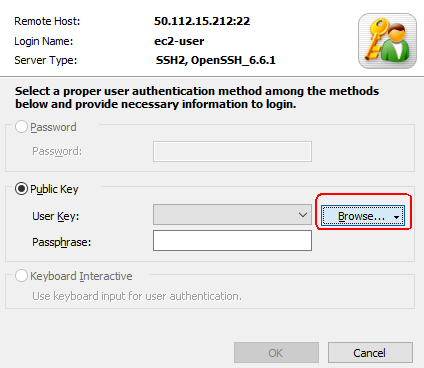 Remote Host: 50.112.15.212:22
Login Name: ec2-user
Server Type: SSH2, OpenSSH_6.6.1
Select a proper user authentication method among the methods
below and provide necessary information to login.
Password
Password:
Public Key
User Key: Browse...
Passphrase:
Keyboard Interactive
Use keyboard input for user authentication.
OK Cancel